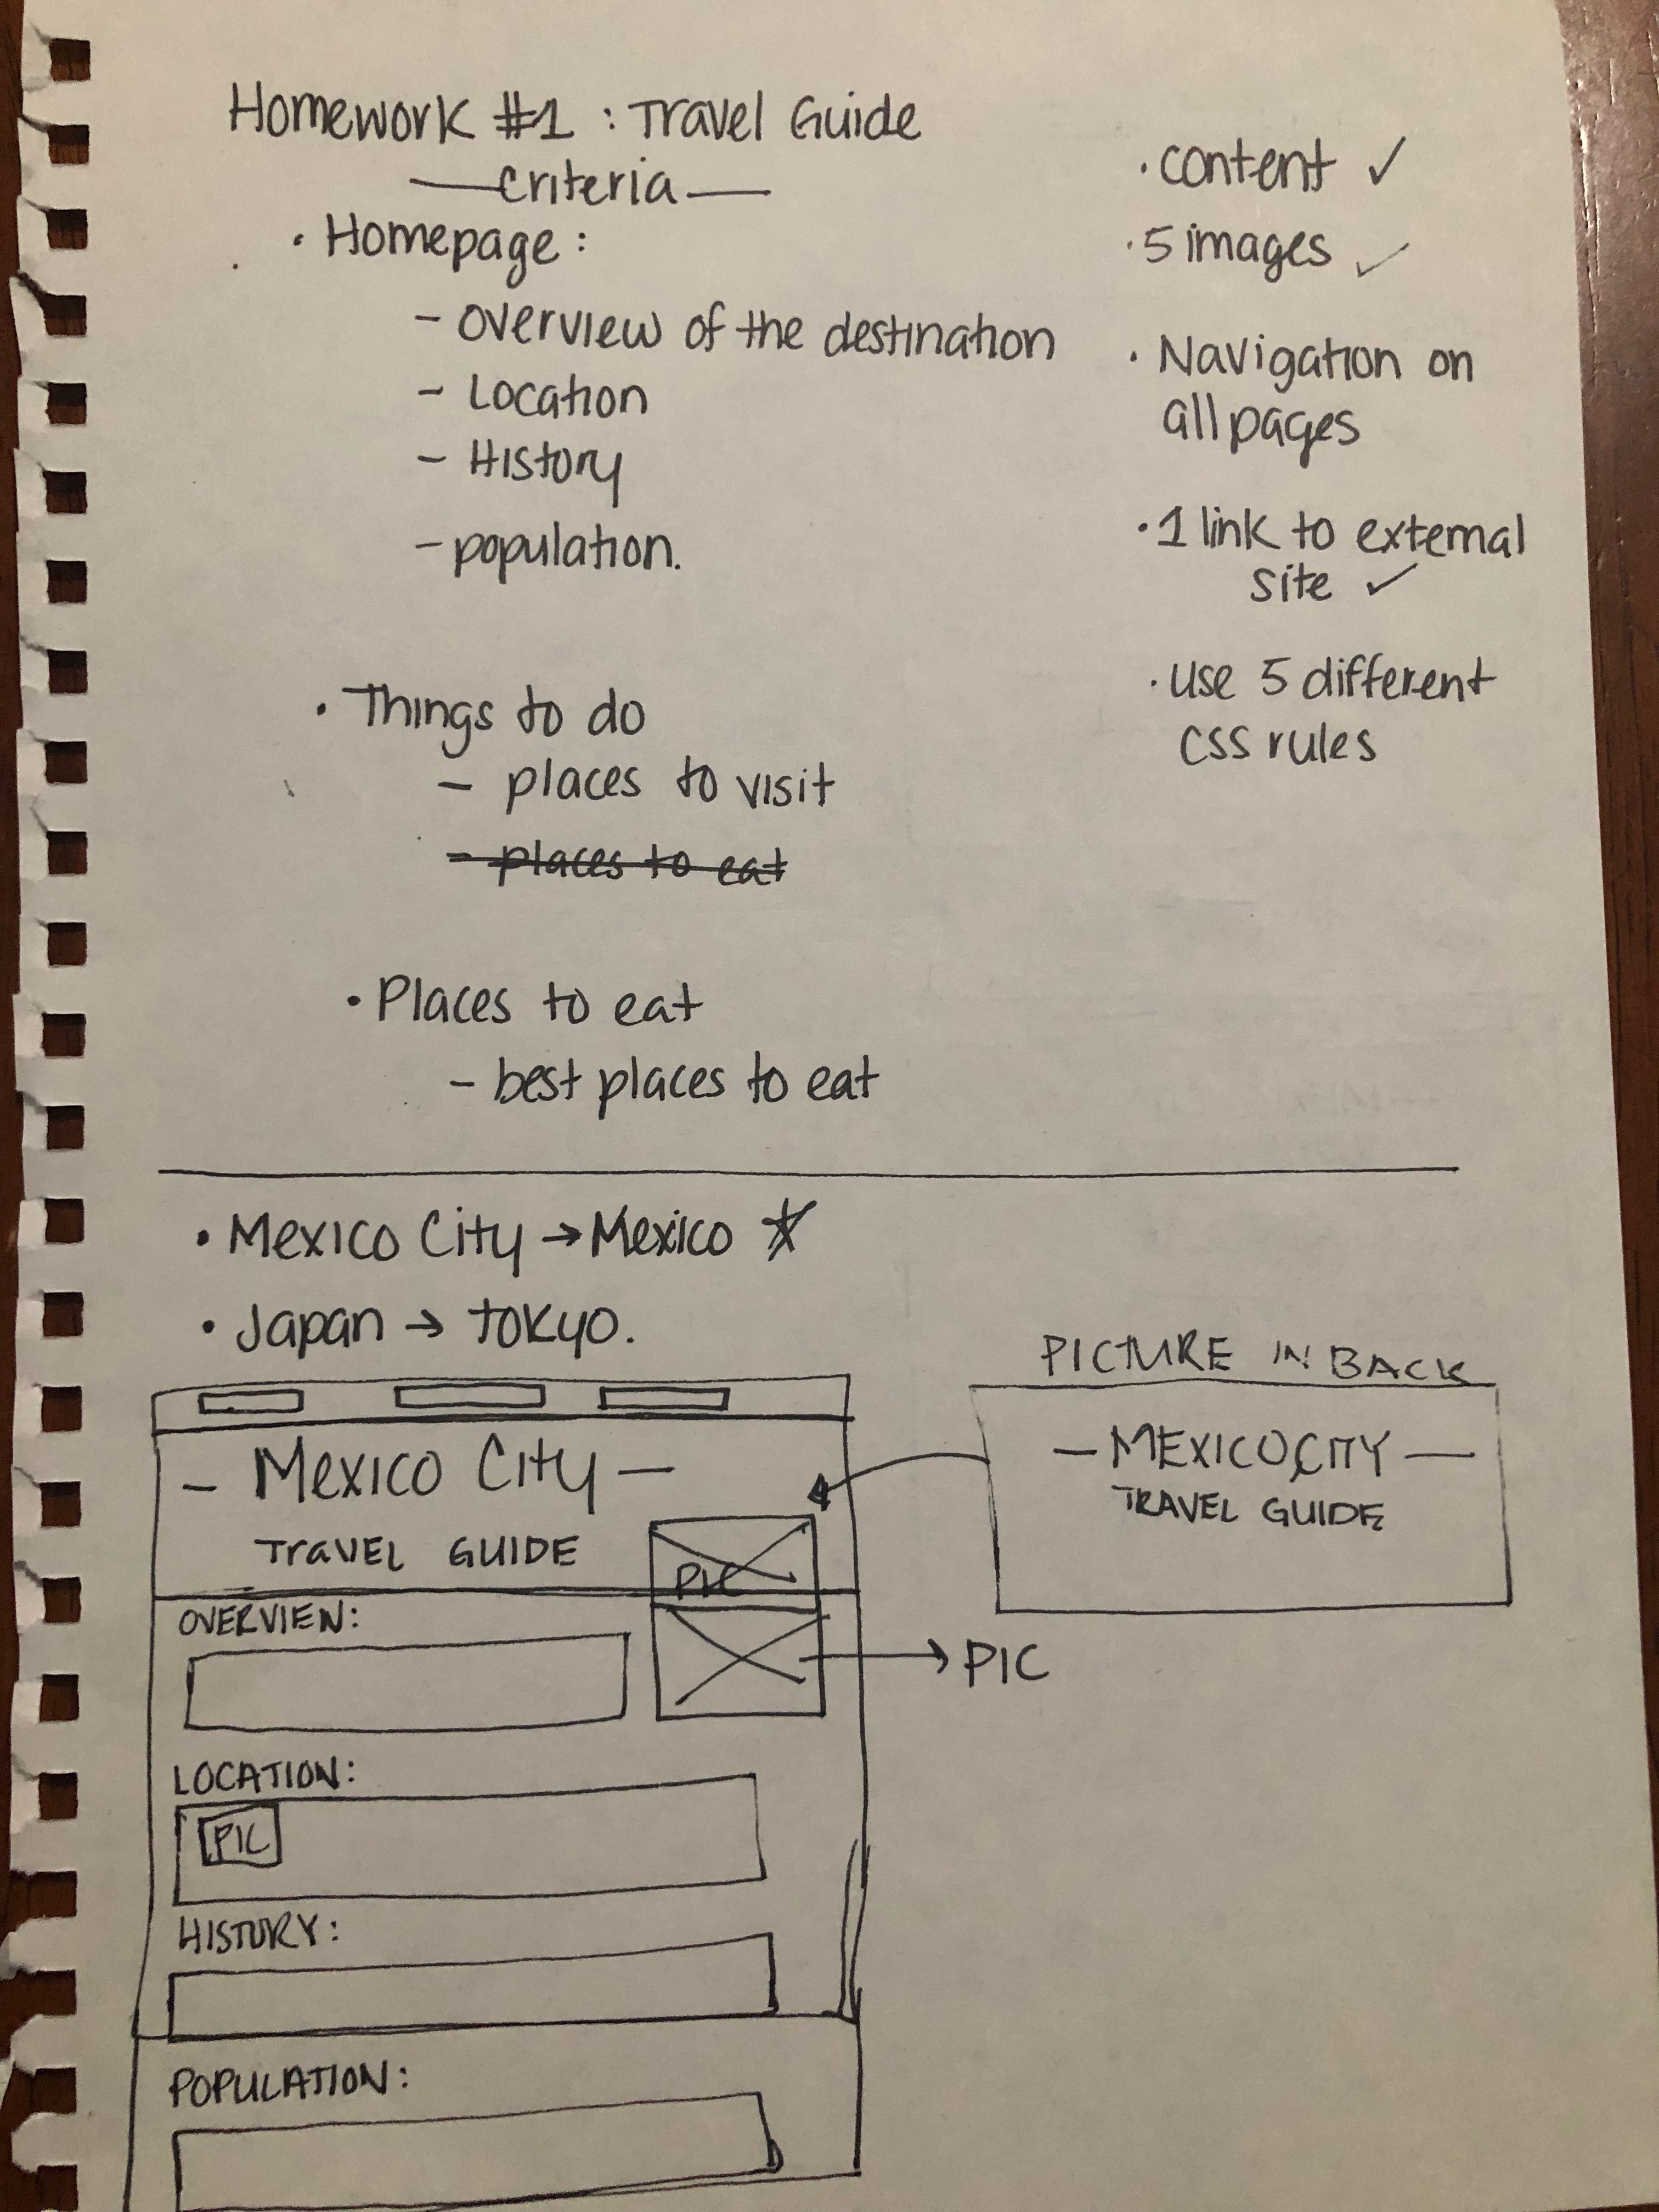 Homework #1 : Travel Guide
—criteria—
• Homepage :
- overview of the destination
- Location
- History
- population.
• Things to do
- places to visit
- places to eat
• Places to eat
- best places to eat
• content ✓
• 5 images ✓
• Navigation on
all pages
• 1 link to external
site ✓
• use 5 different
css rules
• Mexico City → Mexico ☆
• Japan → Tokyo.
- Mexico City -
Travel GUIDE
PIC
OVERVIEW:
PIC
LOCATION:
PIC
HISTORY:
POPULATION:
PICTURE IN BACK
- MEXICO CITY -
TRAVEL GUIDE